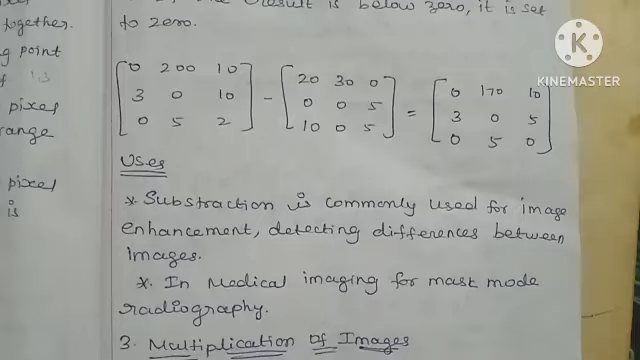 together.
ng point
pixes
range
pixel
is
result is below zero, it is set
to zero.
0 200 10
3 0 10
0 5 2
-
20 30 0
0 0 5
10 0 5
=
0 170 10
3 0 5
0 5 0
Uses
* Substraction is commonly used for image
enhancement, detecting differences between
images.
* In Medical imaging for mask mode
radiography.
3. Multiplication of Images
KINEMASTER